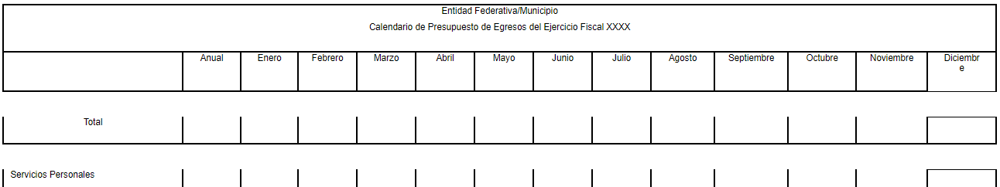 Entidad Federativa/Municipio
Calendario de Presupuesto de Egresos del Ejercicio Fiscal XXXX
Anual Enero Febrero Marzo Abril Mayo Junio Julio Agosto Septiembre Octubre Noviembre Diciembr
e
Total
Servicios Personales